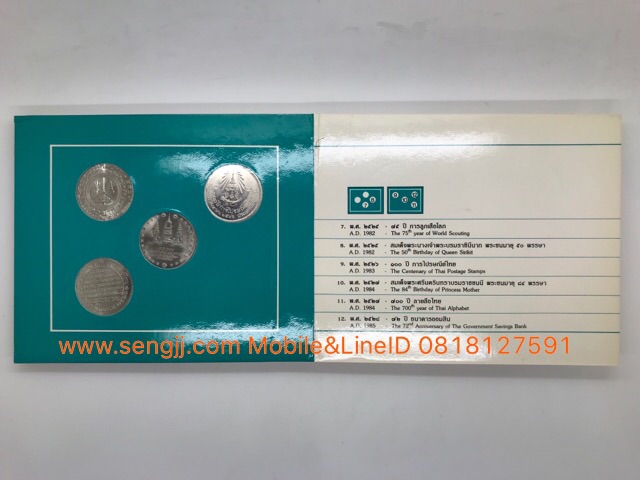 7. พ.ศ. ๒๕๒๕ - ๗๕ ปี การลูกเสือโลก
A.D. 1982 - The 75th year of World Scouting
8. พ.ศ. ๒๕๒๕ - สมเด็จพระนางเจ้าพระบรมราชินีนาถ พระชนมายุ ๕๐ พรรษา
A.D. 1982 - The 50th Birthday of Queen Sirikit
9. พ.ศ. ๒๕๒๖ - ๑๐๐ ปี การไปรษณีย์ไทย
A.D. 1983 - The Centenary of Thai Postage Stamps
10. พ.ศ. ๒๕๒๗ - สมเด็จพระศรีนครินทราบรมราชชนนี พระชนมายุ ๘๔ พรรษา
A.D. 1984 - The 84th Birthday of Princess Mother
11. พ.ศ. ๒๕๒๗ - ๗๐๐ ปี ลายสือไทย
A.D. 1984 - The 700th year of Thai Alphabet
12. พ.ศ. ๒๕๒๘ - ๗๒ ปี ธนาคารออมสิน
A.D. 1985 - The 72nd Anniversary of The Government Savings Bank
www.sengjj.com Mobile&LineID 0818127591